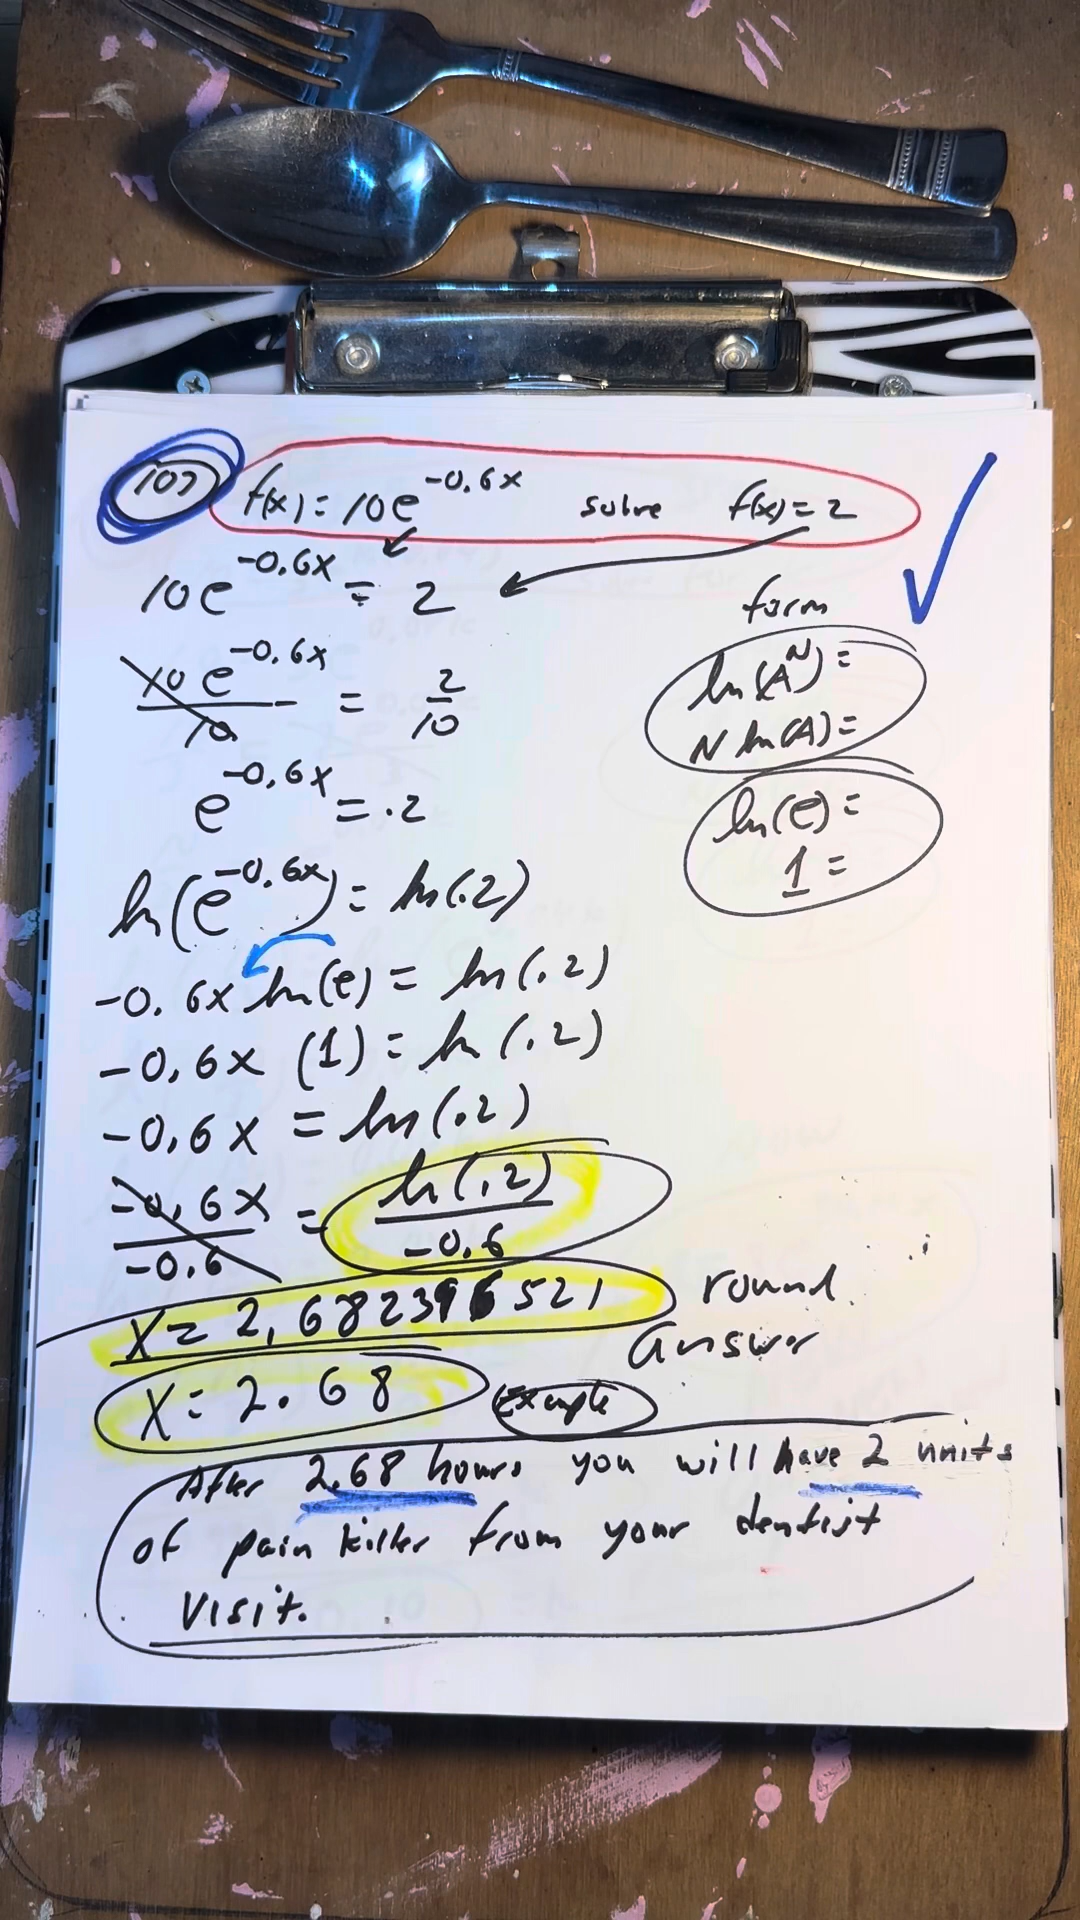 107 f(x) = 10e^-0.6x solve f(x) = 2
10e^-0.6x = 2
form
10e^-0.6x / 10 = 2/10
ln(A^N) =
N ln(A) =
e^-0.6x = .2
ln(e) =
1 =
ln(e^-0.6x) = ln(.2)
-0.6x ln(e) = ln(.2)
-0.6x (1) = ln(.2)
-0.6x = ln(.2)
-0.6x / -0.6 = ln(.2) / -0.6
x = 2.682396521 round
answer
x = 2.68 Example
After 2.68 hours you will have 2 units
of pain killer from your dentist
visit.